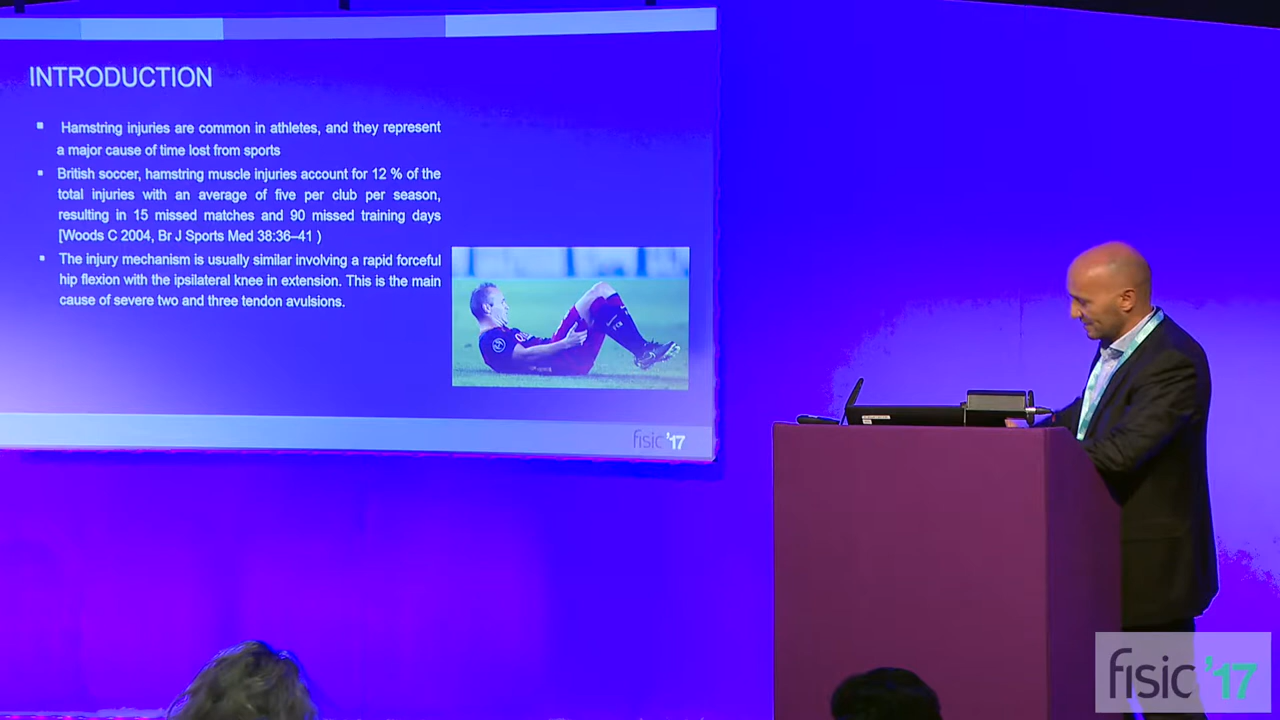 INTRODUCTION
Hamstring injuries are common in athletes, and they represent
a major cause of time lost from sports
British soccer, hamstring muscle injuries account for 12 % of the
total injuries with an average of five per club per season,
resulting in 15 missed matches and 90 missed training days
[Woods C 2004, Br J Sports Med 38:36–41 )
The injury mechanism is usually similar involving a rapid forceful
hip flexion with the ipsilateral knee in extension. This is the main
cause of severe two and three tendon avulsions.
fisic '17
fisic '17